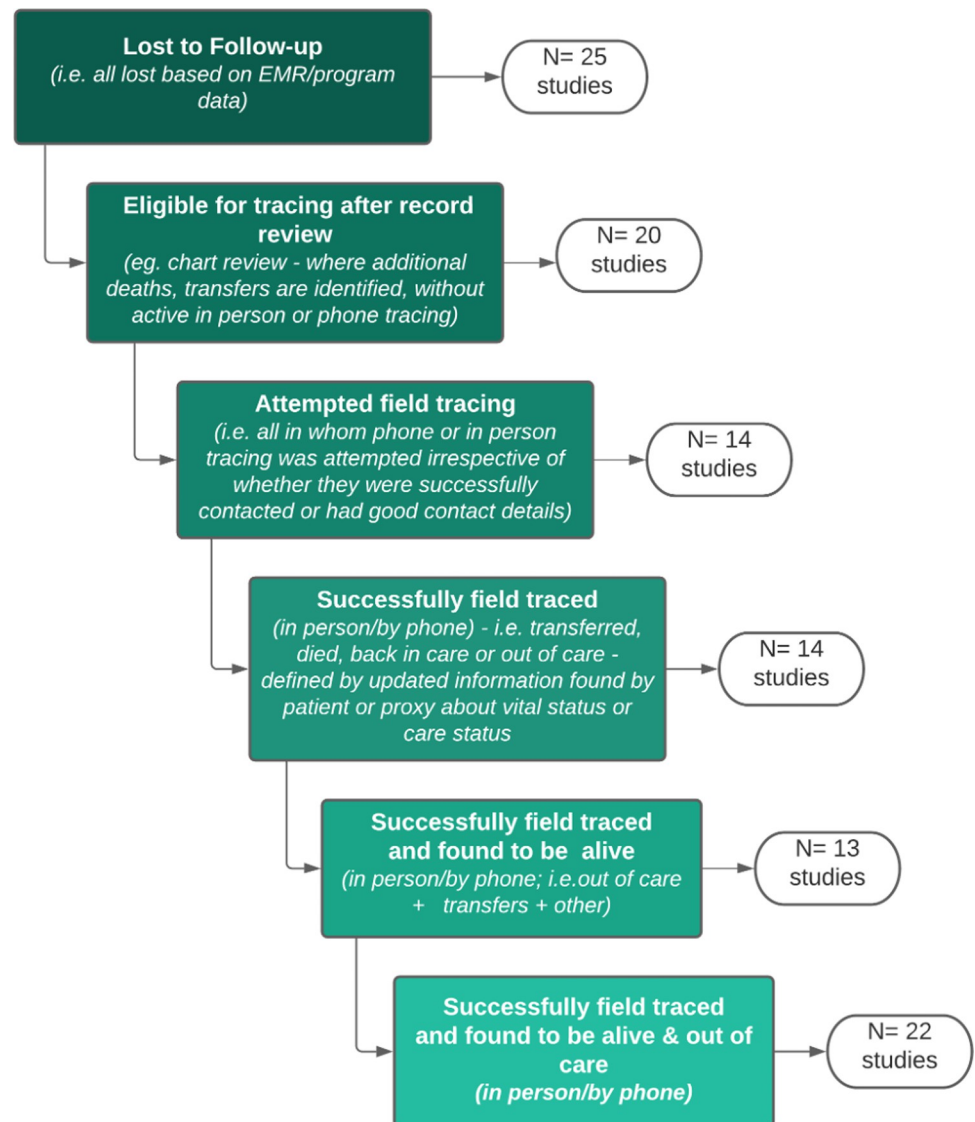 Lost to Follow-up
(i.e. all lost based on EMR/program
data)
N= 25
studies
Eligible for tracing after record
review
(eg. chart review - where additional
deaths, transfers are identified, without
active in person or phone tracing)
N= 20
studies
Attempted field tracing
(i.e. all in whom phone or in person
tracing was attempted irrespective of
whether they were successfully
contacted or had good contact details)
N= 14
studies
Successfully field traced
(in person/by phone) - i.e. transferred,
died, back in care or out of care -
defined by updated information found by
patient or proxy about vital status or
care status
N= 14
studies
Successfully field traced
and found to be alive
(in person/by phone; i.e.out of care
+ transfers + other)
N= 13
studies
Successfully field traced
and found to be alive & out of
care
(in person/by phone)
N= 22
studies